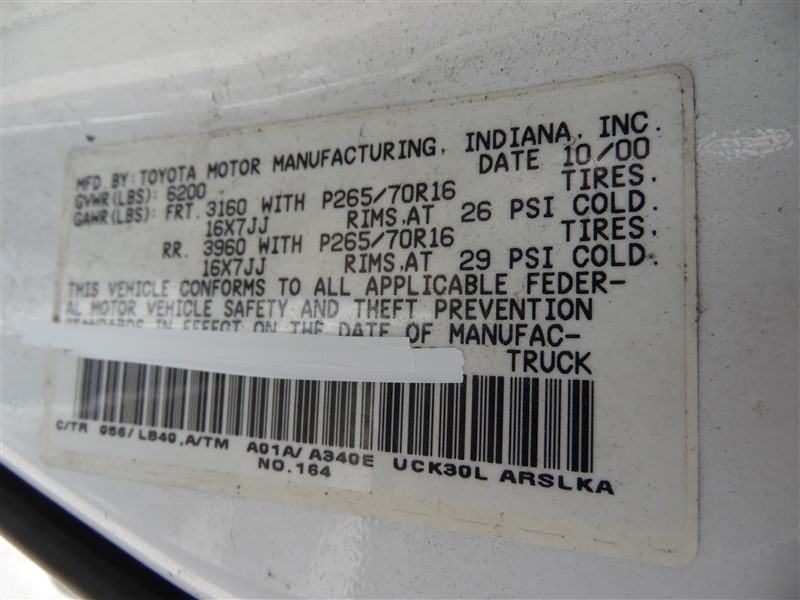 MFD. BY: TOYOTA MOTOR MANUFACTURING, INDIANA, INC.
GVWR(LBS): 6200 DATE 10/00
GAWR(LBS): FRT. 3160 WITH P265/70R16 TIRES.
16X7JJ RIMS.AT 26 PSI COLD.
RR. 3960 WITH P265/70R16 TIRES.
16X7JJ RIMS.AT 29 PSI COLD.
THIS VEHICLE CONFORMS TO ALL APPLICABLE FEDER-
AL MOTOR VEHICLE SAFETY AND THEFT PREVENTION
STANDARDS IN EFFECT ON THE DATE OF MANUFAC-
TRUCK
C/TR 056/LB40,A/TM A01A/A340E UCK30L ARSLKA
NO.164